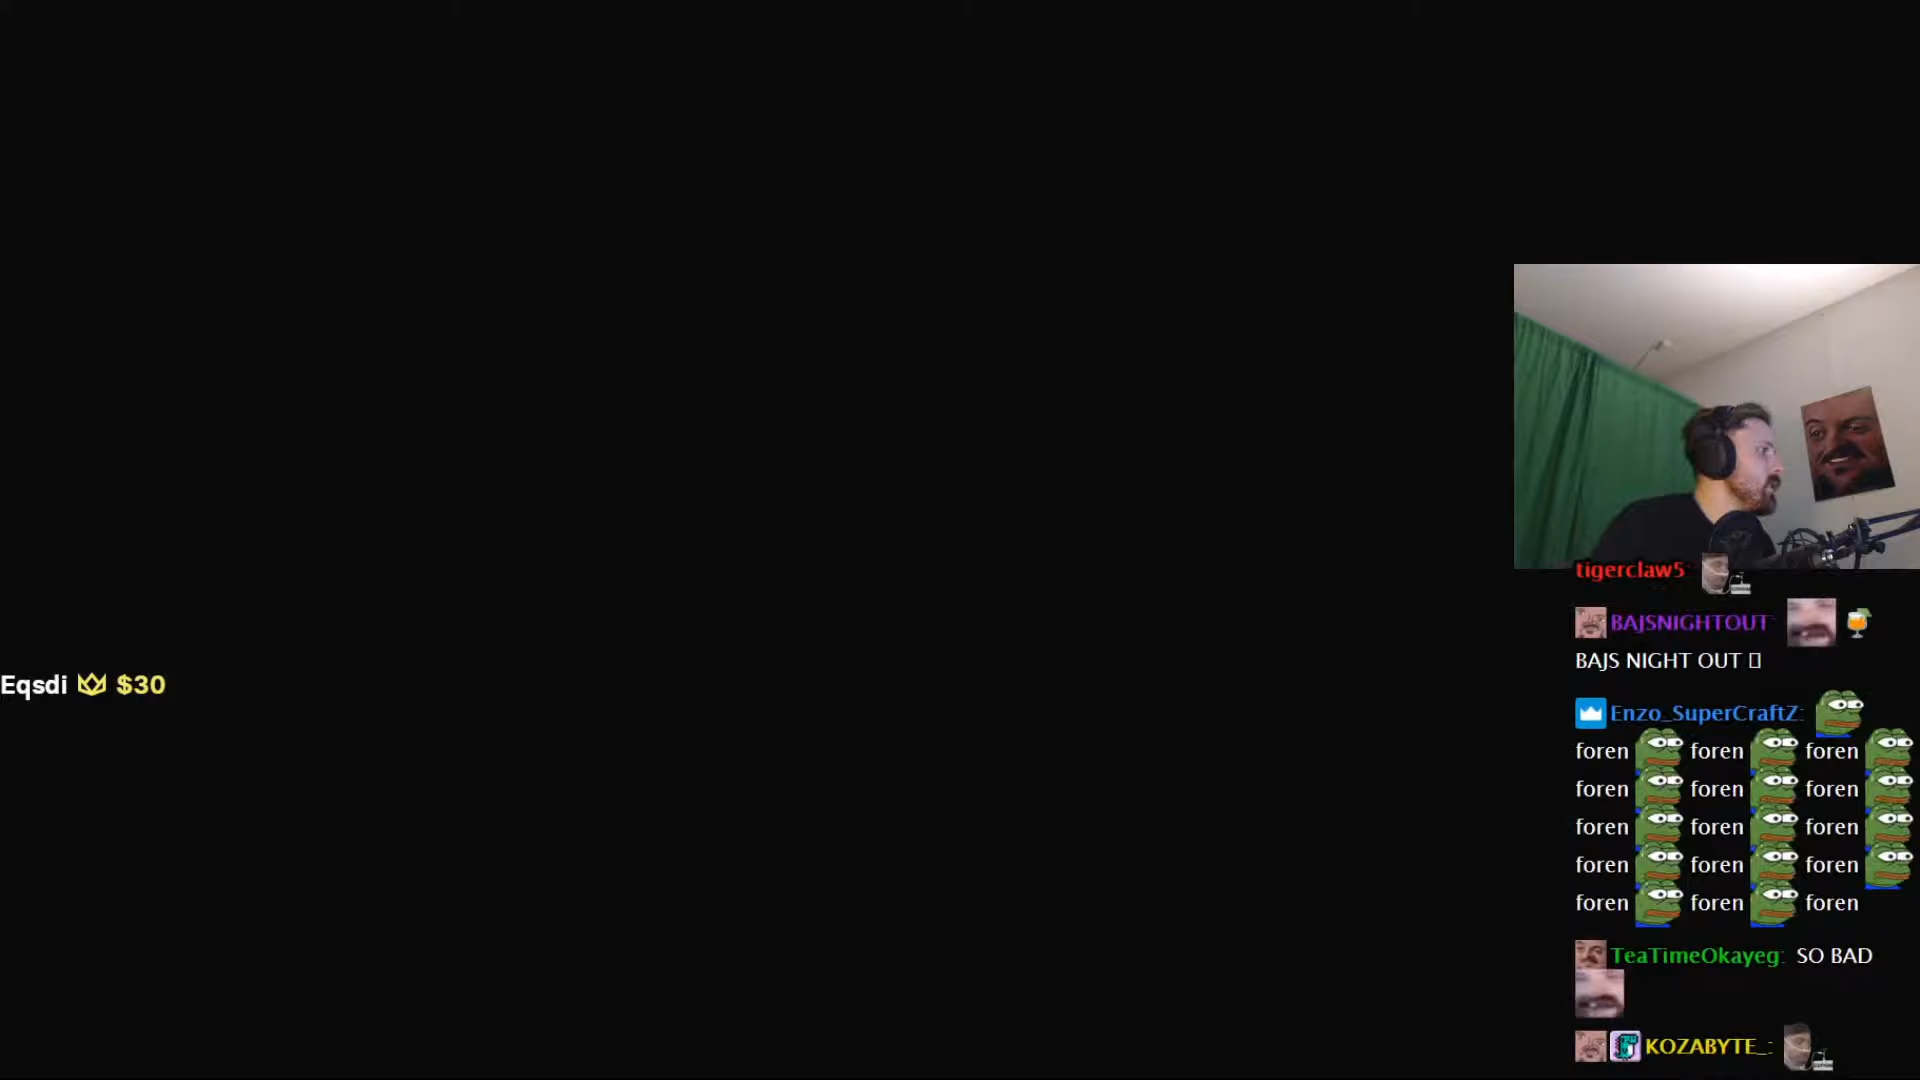 Eqsdi $30
tigerclaw5:
BAJSNIGHTOUT:
BAJS NIGHT OUT
Enzo_SuperCraftZ:
foren foren foren
foren foren foren
foren foren foren
foren foren foren
foren foren foren
TeaTimeOkayeg: SO BAD
KOZABYTE_: